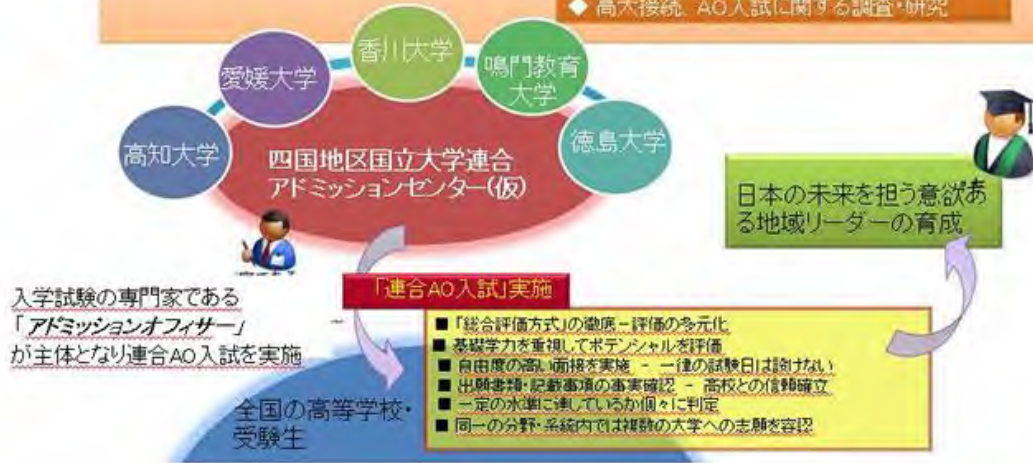 ◆ 高大接続、AO入試に関する調査・研究
香川大学
愛媛大学
鳴門教育
大学
高知大学
徳島大学
四国地区国立大学連合
アドミッションセンター(仮)
日本の未来を担う意欲あ
る地域リーダーの育成
「連合AO入試」実施
入学試験の専門家である
「アドミッションオフィサー」
が主体となり連合AO入試を実施
■「総合評価方式」の徹底－評価の多元化
■ 基礎学力を重視してポテンシャルを評価
■ 自由度の高い面接を実施 － 一律の試験日は設けない
■ 出願書類・記載事項の事実確認 － 高校との信頼確立
■ 一定の水準に達しているか個々に判定
■ 同一の分野・系統内では複数の大学への志願を容認
全国の高等学校・
受験生